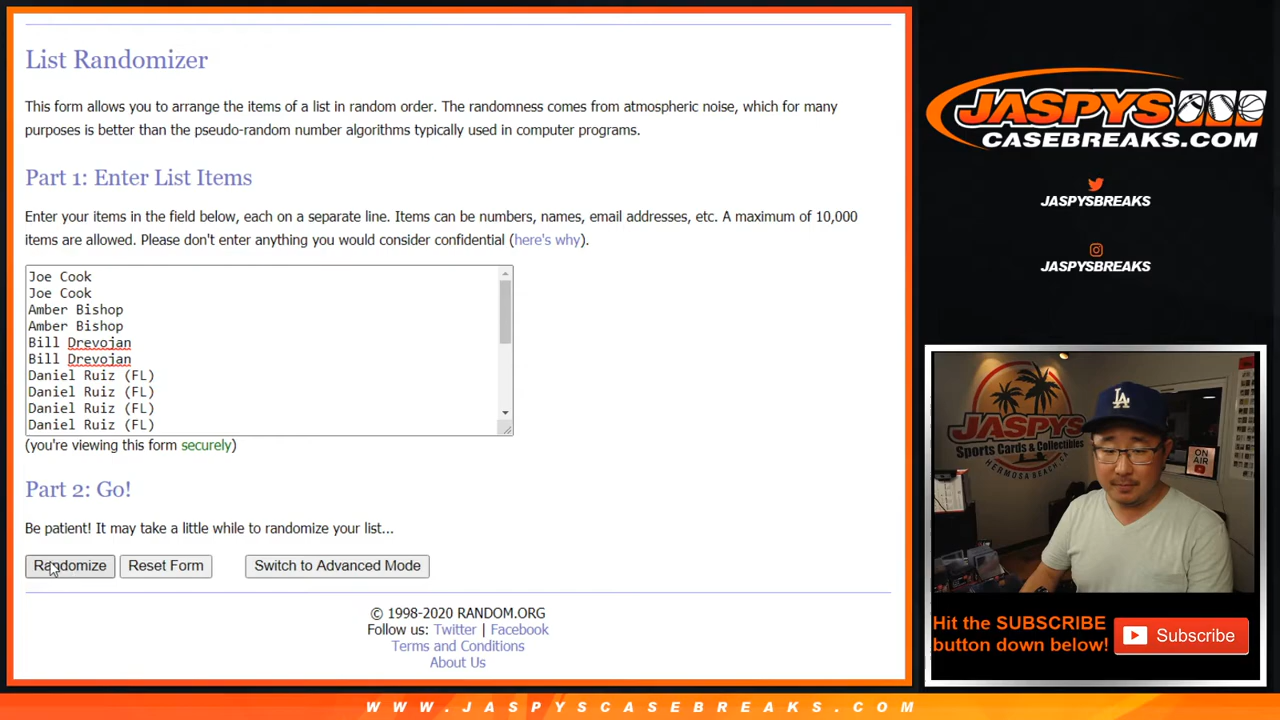 List Randomizer
This form allows you to arrange the items of a list in random order. The randomness comes from atmospheric noise, which for many
purposes is better than the pseudo-random number algorithms typically used in computer programs.
Part 1: Enter List Items
Enter your items in the field below, each on a separate line. Items can be numbers, names, email addresses, etc. A maximum of 10,000
items are allowed. Please don't enter anything you would consider confidential (here's why).
Joe Cook
Joe Cook
Amber Bishop
Amber Bishop
Bill Drevojan
Bill Drevojan
Daniel Ruiz (FL)
Daniel Ruiz (FL)
Daniel Ruiz (FL)
Daniel Ruiz (FL)
(you're viewing this form securely)
Part 2: Go!
Be patient! It may take a little while to randomize your list...
Randomize
Reset Form
Switch to Advanced Mode
© 1998-2020 RANDOM.ORG
Follow us: Twitter | Facebook
Terms and Conditions
About Us
JASPYS
CASEBREAKS.COM
JASPYSBREAKS
JASPYSBREAKS
JASPYS
Sports Cards & Collectibles
HERMOSA BEACH, CA
LA
ON AIR
Hit the SUBSCRIBE
button down below!
Subscribe
WWW.JASPYSCASEBREAKS.COM